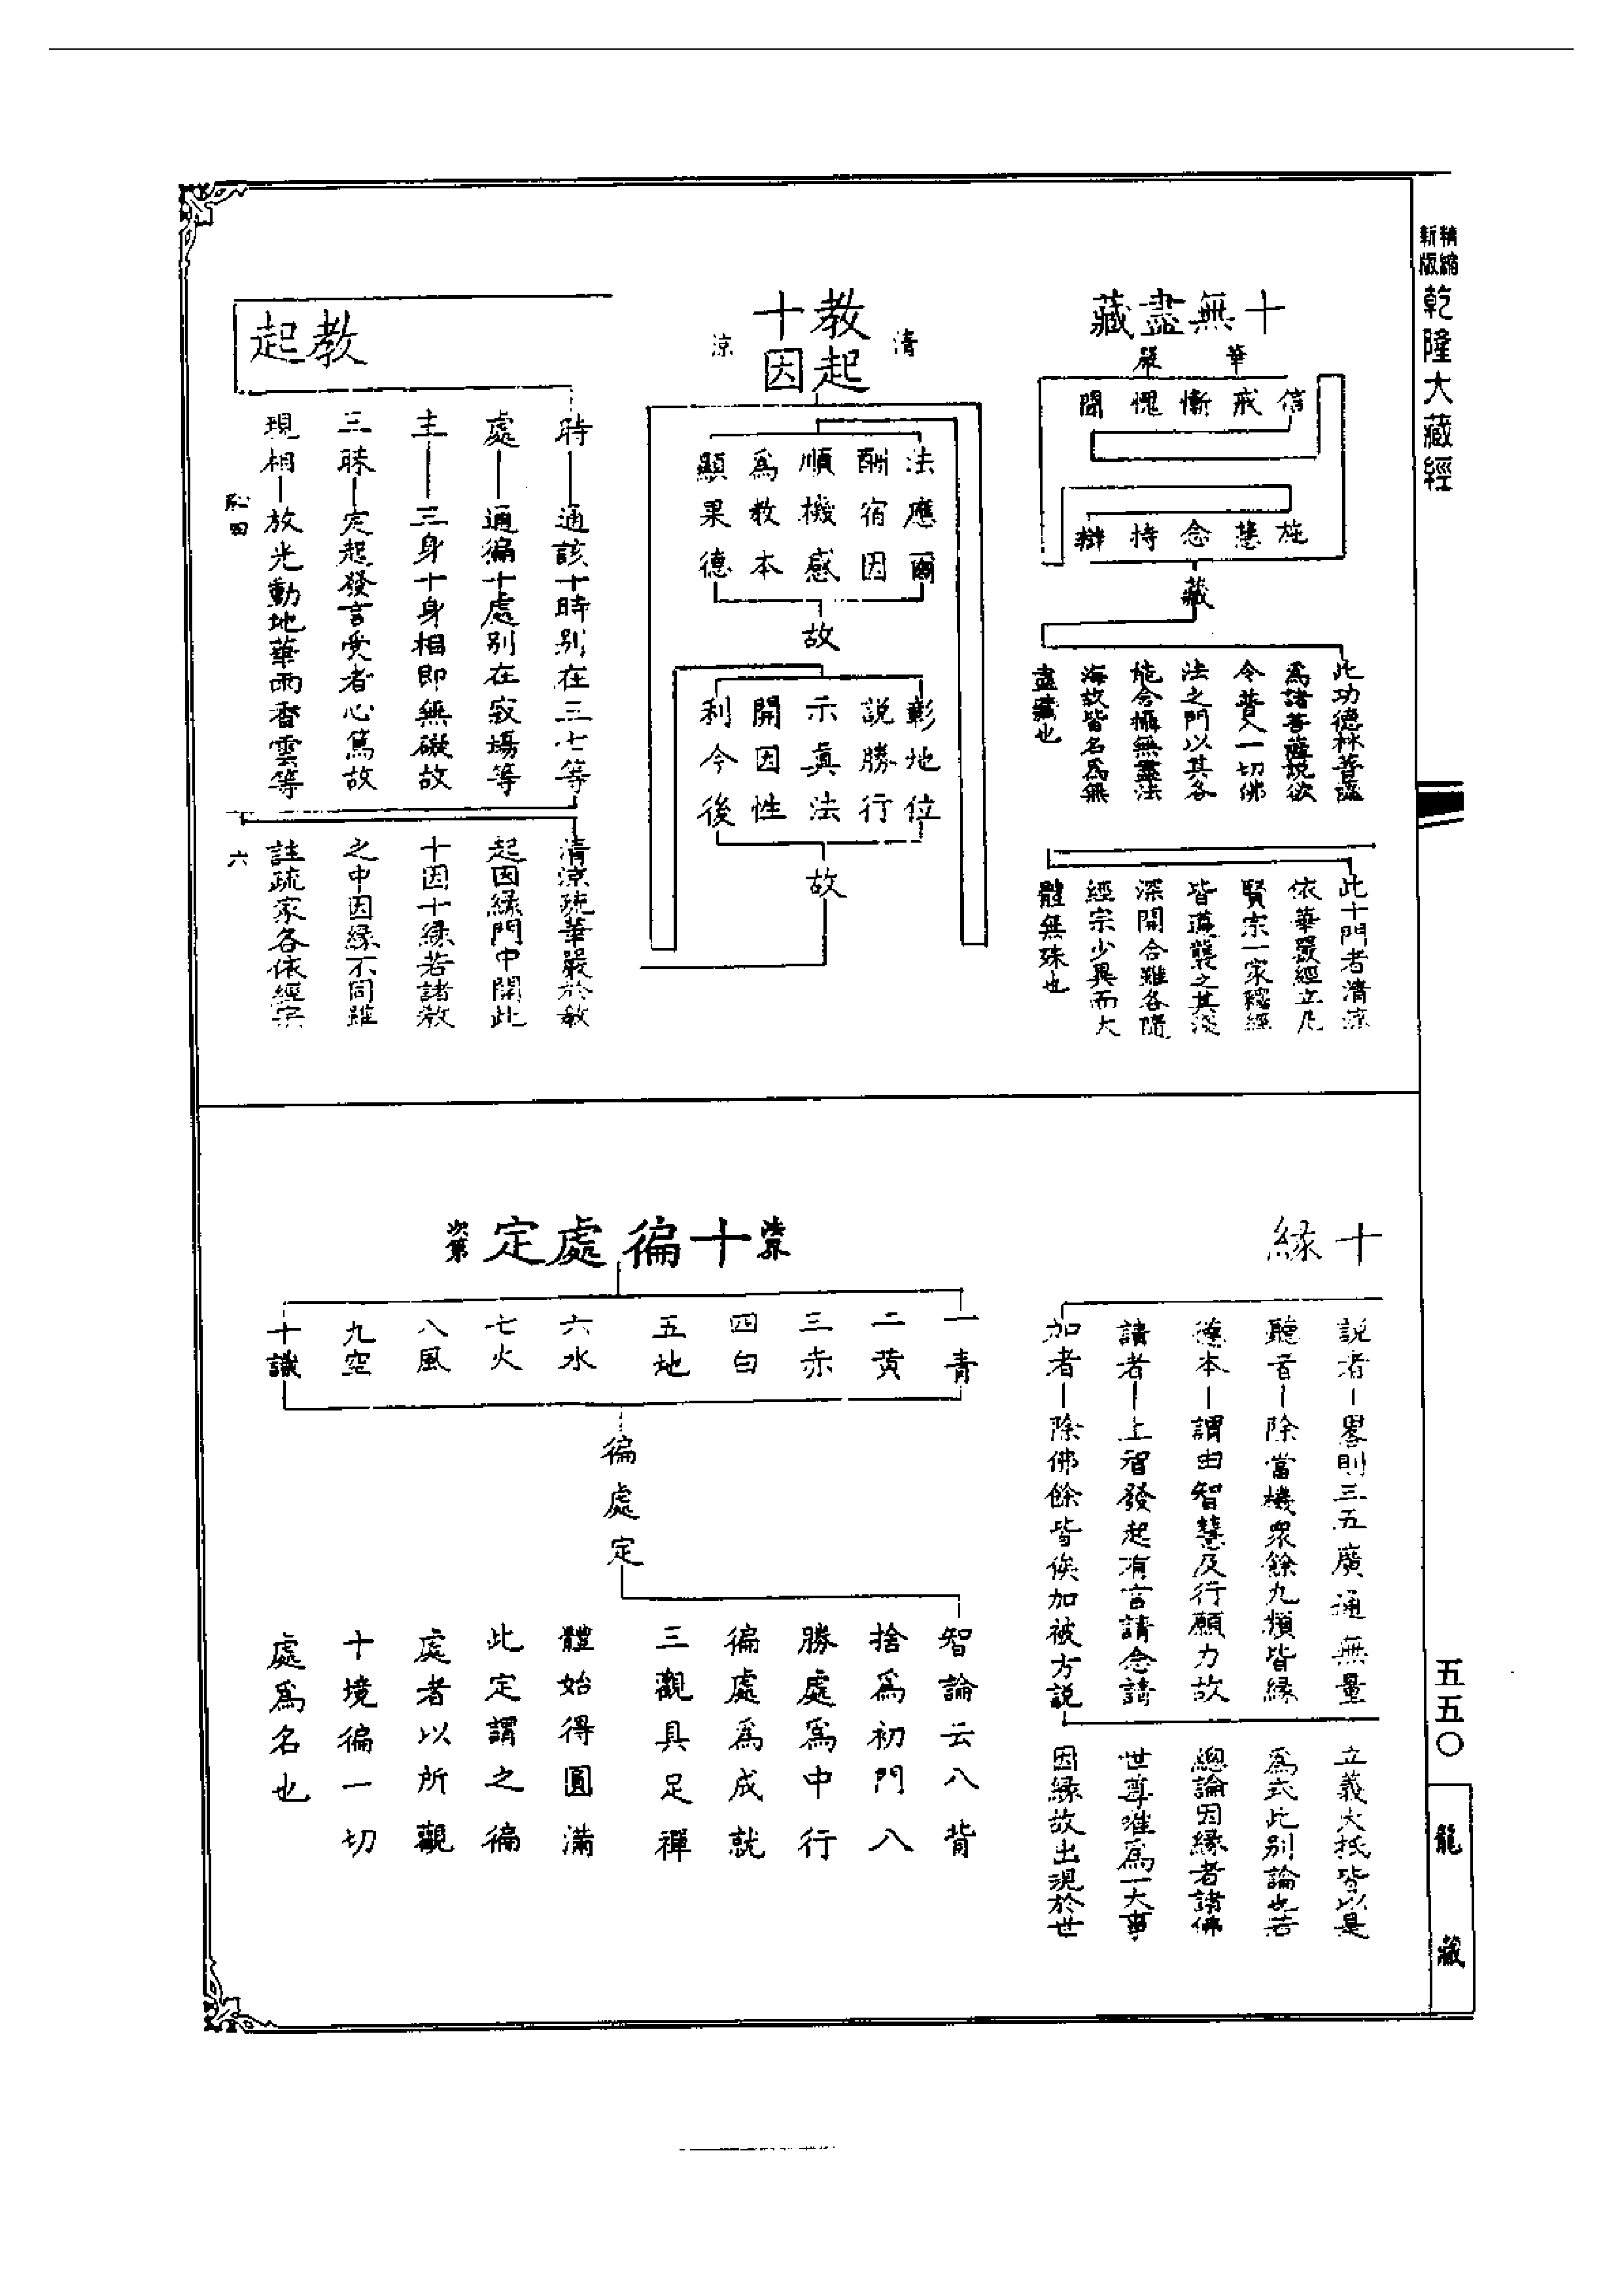 精縮
新版
乾隆大藏經
十無盡藏
華嚴
信
戒
慚
愧
聞
施
慧
念
持
辯
藏
此功德林菩薩
為諸菩薩說欲
令普入一切佛
法之門以其各
能含攝無盡法
海故皆名為無
盡藏也
此十門者清涼
依華嚴經立凡
賢宗一家釋經
皆遵襲之其淺
深開合雖各隨
經宗少異而大
體無殊也
教起
十因
清涼
法應爾
酬宿因
順機感
為教本
顯果德
故
彰地位
說勝行
示真法
開因性
利今後
故
教起
時 通該十時別在三七等
處 通徧十處別在寂場等
主 三身十身相即無礙故
三昧 定起發言受者心篤故
現相 放光動地華雨香雲等
清涼疏華嚴於教
起因緣門中開此
十因十緣若諸教
之中因緣不同雖
註疏家各依經宗
六
十緣
說者 畧則三五廣通無量
聽者 除當機眾餘九類皆緣
德本 謂由智慧及行願力故
請者 上智發起有言請念請
加者 除佛餘皆俟加被方說
立義大抵皆以是
為式此別論也若
總論因緣者諸佛
世尊唯為一大事
因緣故出現於世
法界
十徧處定
次第
一青
二黃
三赤
四白
五地
六水
七火
八風
九空
十識
徧處定
智論云八背
捨為初門八
勝處為中行
徧處為成就
三觀具足禪
體始得圓滿
此定謂之徧
處者以所觀
十境徧一切
處為名也
五五〇
龍藏